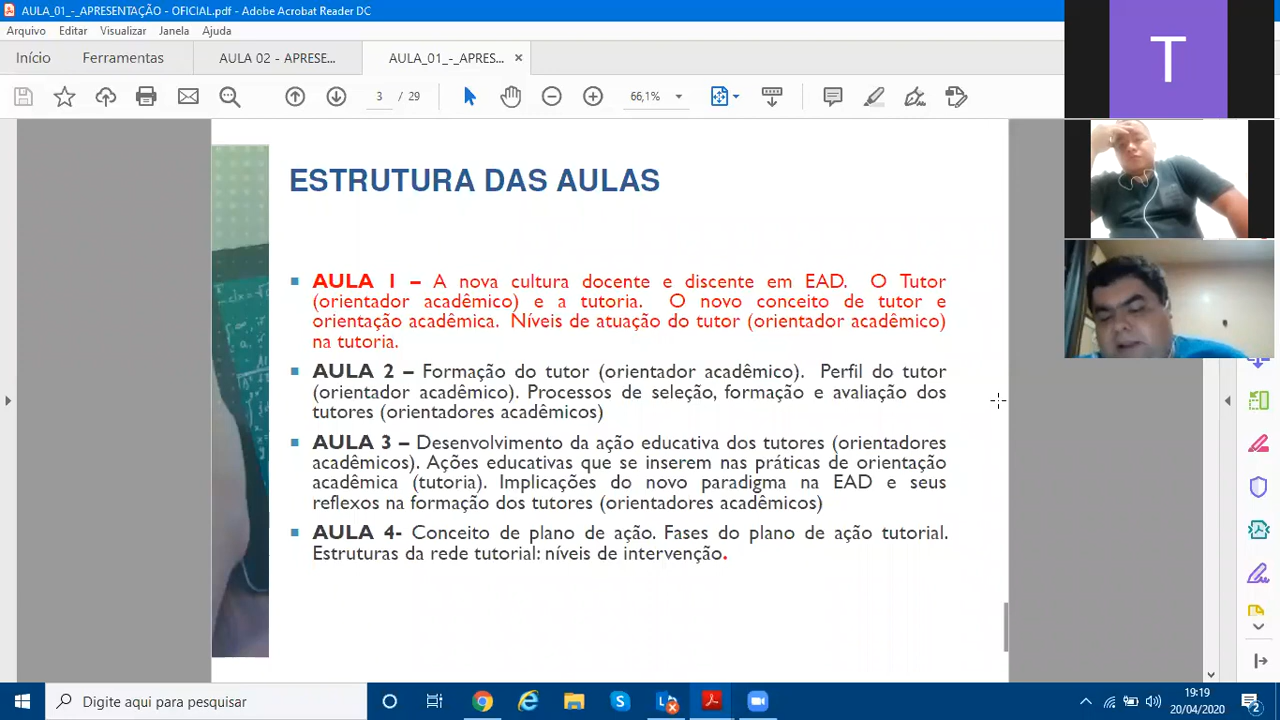 AULA_01_-_APRESENTAÇÃO - OFICIAL.pdf - Adobe Acrobat Reader DC
Arquivo Editar Visualizar Janela Ajuda
Início Ferramentas AULA 02 - APRESE... AULA_01_-_APRES... ×
3 / 29 66,1%
T
ESTRUTURA DAS AULAS
AULA 1 – A nova cultura docente e discente em EAD. O Tutor
(orientador acadêmico) e a tutoria. O novo conceito de tutor e
orientação acadêmica. Níveis de atuação do tutor (orientador acadêmico)
na tutoria.
AULA 2 – Formação do tutor (orientador acadêmico). Perfil do tutor
(orientador acadêmico). Processos de seleção, formação e avaliação dos
tutores (orientadores acadêmicos)
AULA 3 – Desenvolvimento da ação educativa dos tutores (orientadores
acadêmicos). Ações educativas que se inserem nas práticas de orientação
acadêmica (tutoria). Implicações do novo paradigma na EAD e seus
reflexos na formação dos tutores (orientadores acadêmicos)
AULA 4- Conceito de plano de ação. Fases do plano de ação tutorial.
Estruturas da rede tutorial: níveis de intervenção.
Digite aqui para pesquisar
19:19
20/04/2020
2